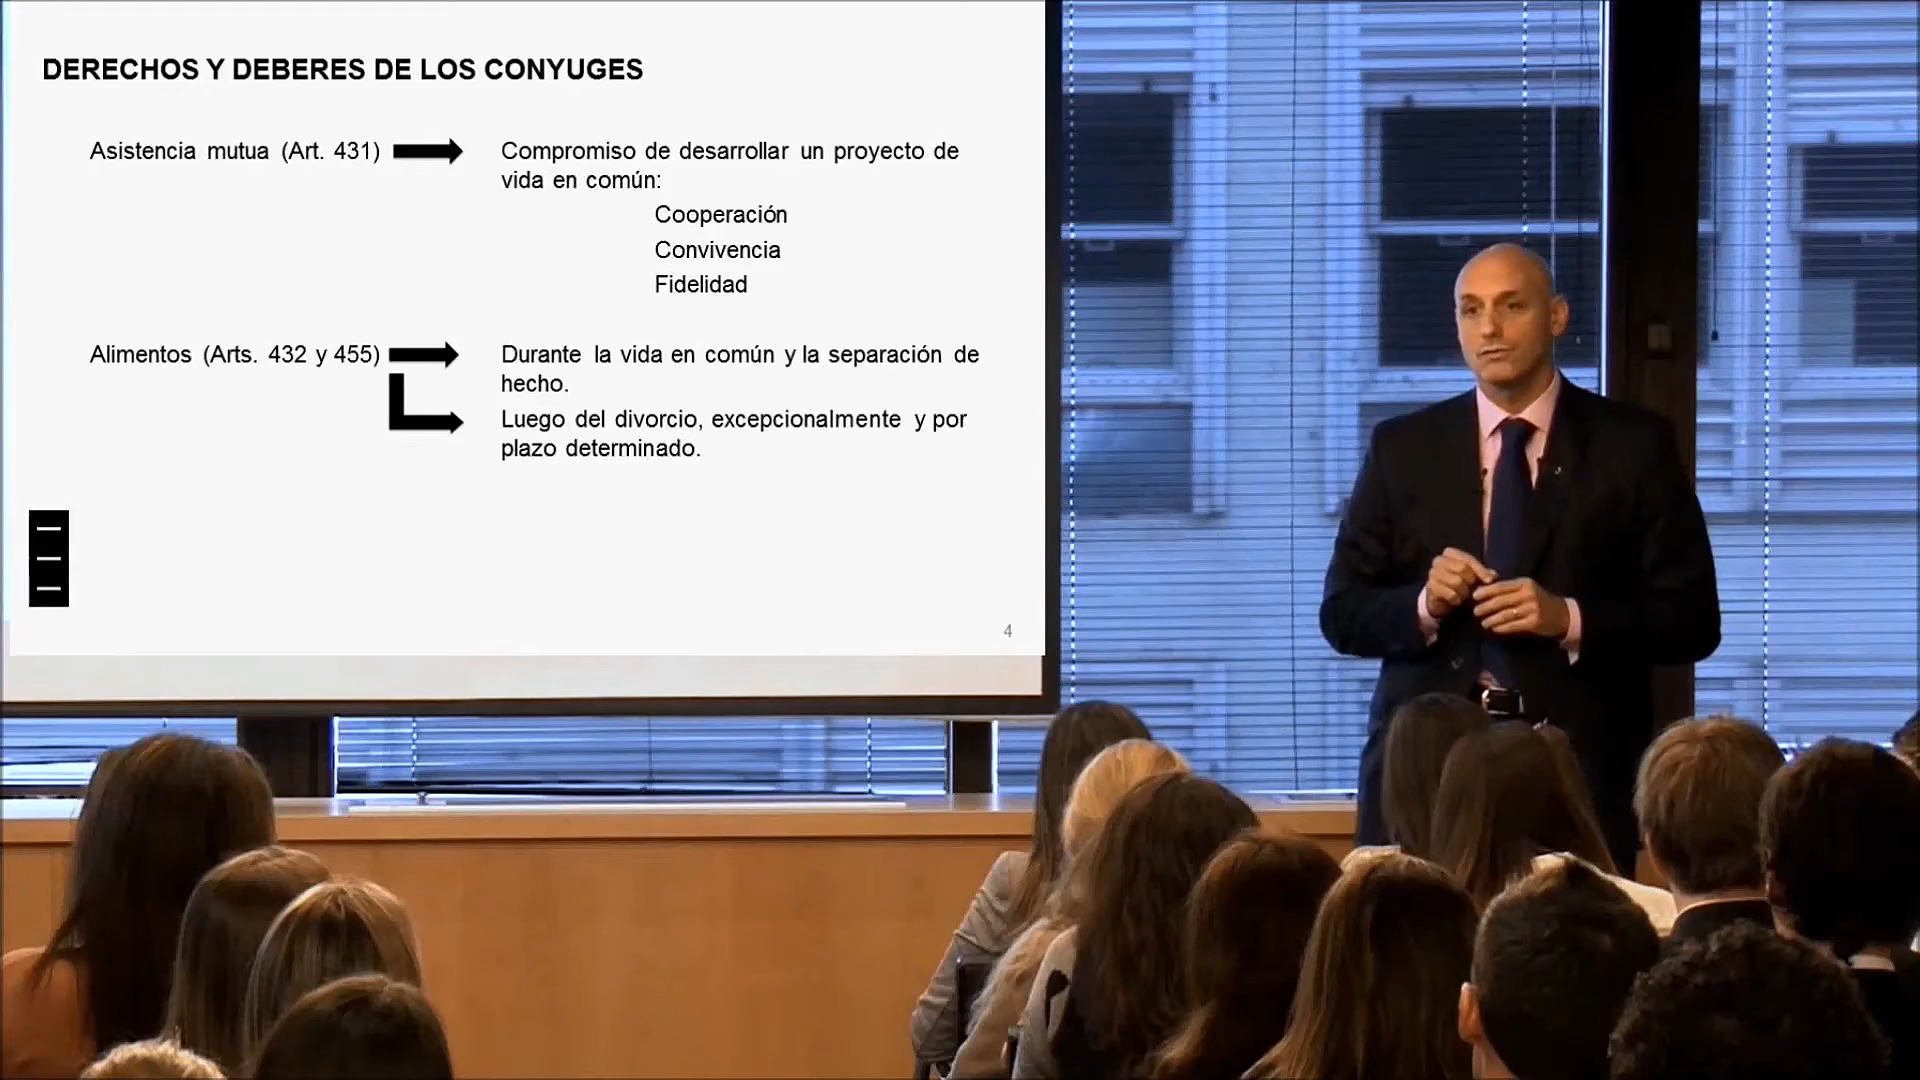 DERECHOS Y DEBERES DE LOS CONYUGES
Asistencia mutua (Art. 431)
Compromiso de desarrollar un proyecto de
vida en común:
Cooperación
Convivencia
Fidelidad
Alimentos (Arts. 432 y 455)
Durante la vida en común y la separación de
hecho.
Luego del divorcio, excepcionalmente y por
plazo determinado.
4